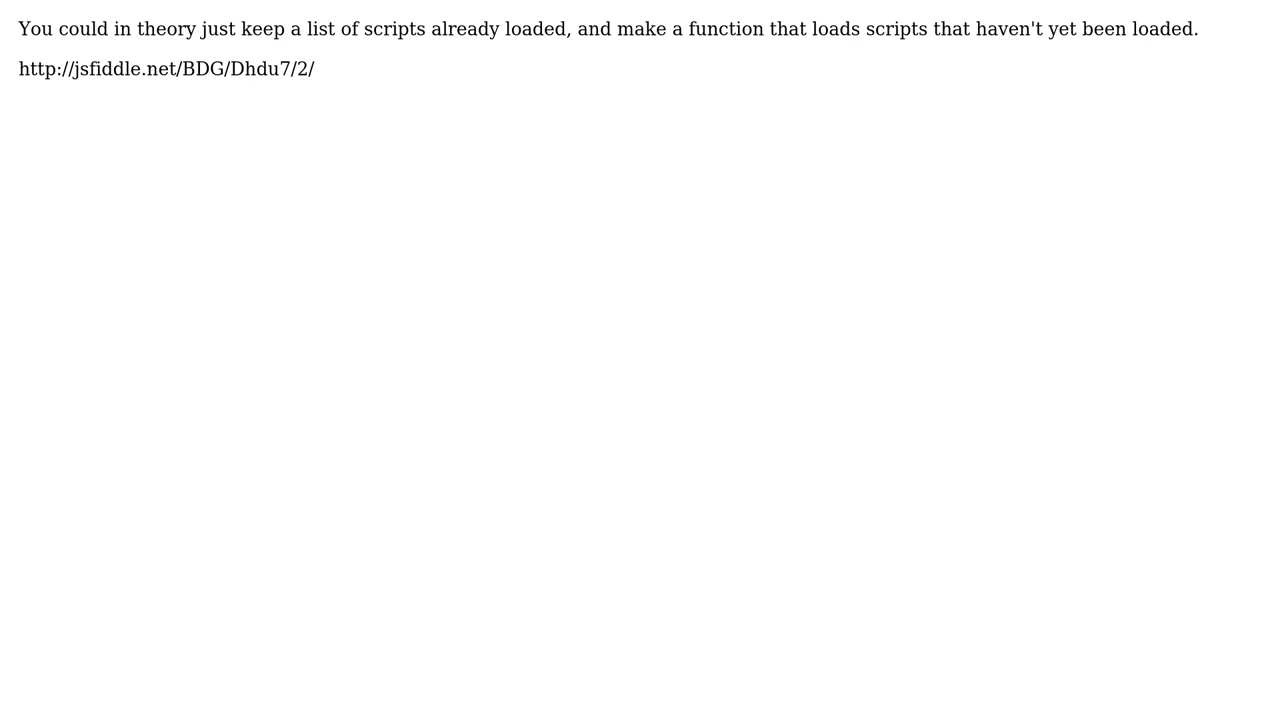 You could in theory just keep a list of scripts already loaded, and make a function that loads scripts that haven't yet been loaded.
http://jsfiddle.net/BDG/Dhdu7/2/